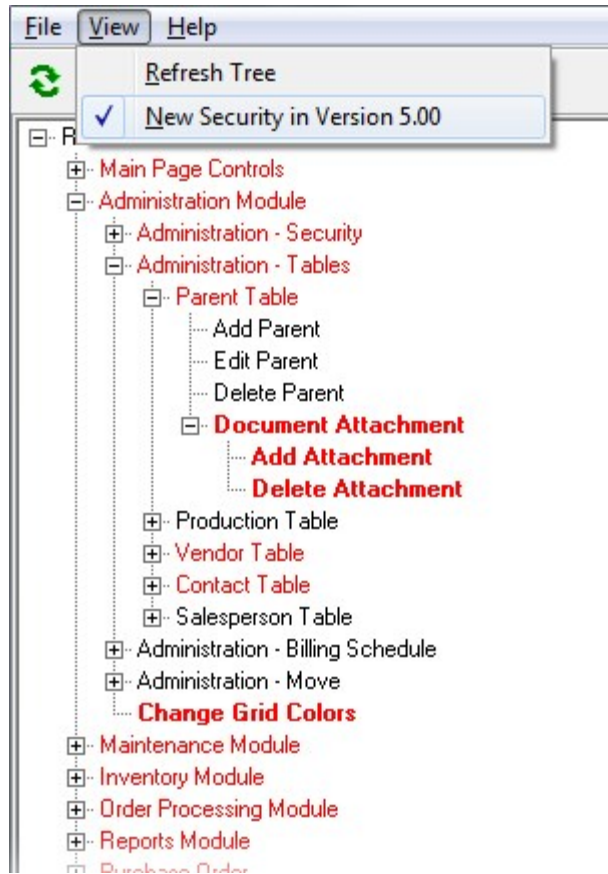 File View Help
Refresh Tree
New Security in Version 5.00
R
Main Page Controls
Administration Module
Administration - Security
Administration - Tables
Parent Table
Add Parent
Edit Parent
Delete Parent
Document Attachment
Add Attachment
Delete Attachment
Production Table
Vendor Table
Contact Table
Salesperson Table
Administration - Billing Schedule
Administration - Move
Change Grid Colors
Maintenance Module
Inventory Module
Order Processing Module
Reports Module
Purchase Order